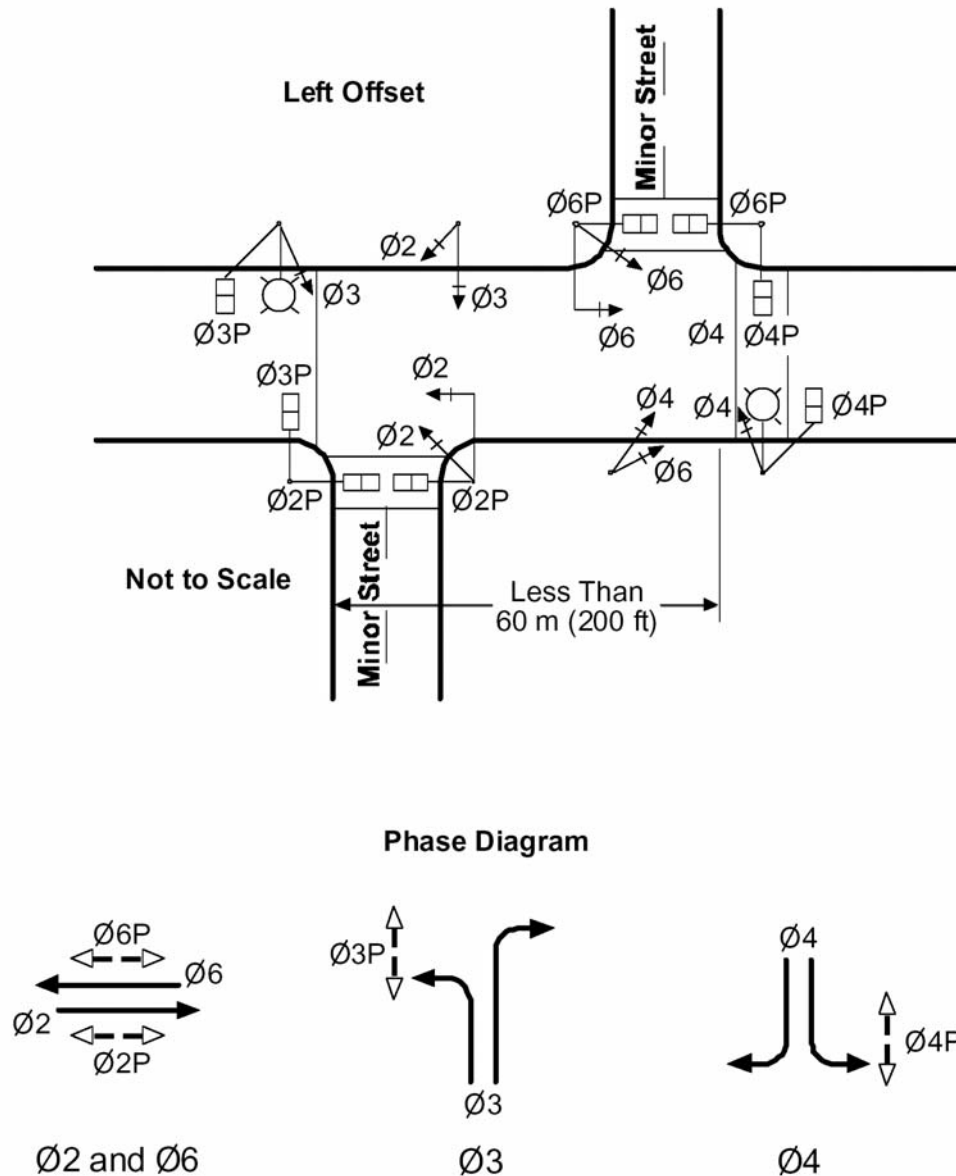 Left Offset
Minor Street
Ø6P
Ø6P
Ø2
Ø6
Ø3
Ø3
Ø3P
Ø6
Ø4
Ø4P
Ø3P
Ø2
Ø4
Ø4
Ø4P
Ø2
Ø6
Ø2P
Ø2P
Not to Scale
Minor Street
Less Than
60 m (200 ft)
Phase Diagram
Ø6P
Ø6
Ø2
Ø2P
Ø3P
Ø3
Ø4
Ø4P
Ø2 and Ø6
Ø3
Ø4